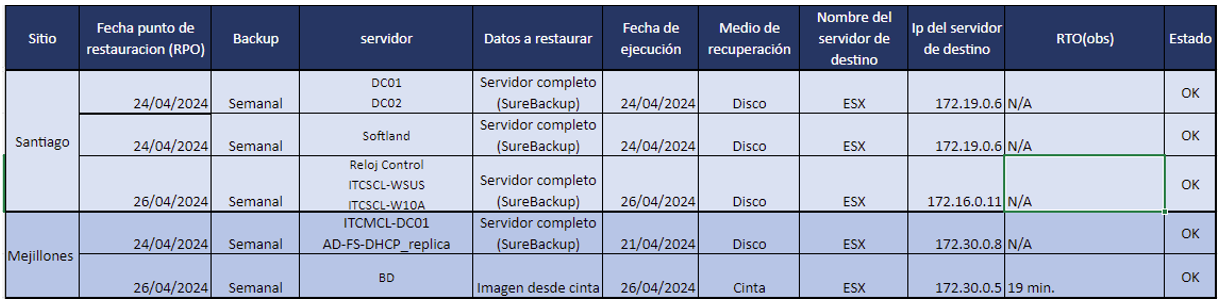 Sitio | Fecha punto de restauracion (RPO) | Backup | servidor | Datos a restaurar | Fecha de ejecución | Medio de recuperación | Nombre del servidor de destino | Ip del servidor de destino | RTO(obs) | Estado
Santiago | 24/04/2024 | Semanal | DC01 DC02 | Servidor completo (SureBackup) | 24/04/2024 | Disco | ESX | 172.19.0.6 | N/A | OK
24/04/2024 | Semanal | Softland | Servidor completo (SureBackup) | 24/04/2024 | Disco | ESX | 172.19.0.6 | N/A | OK
26/04/2024 | Semanal | Reloj Control ITCSCL-WSUS ITCSCL-W10A | Servidor completo (SureBackup) | 26/04/2024 | Disco | ESX | 172.16.0.11 | N/A | OK
Mejillones | 24/04/2024 | Semanal | ITCMCL-DC01 AD-FS-DHCP_replica | Servidor completo (SureBackup) | 21/04/2024 | Disco | ESX | 172.30.0.8 | N/A | OK
26/04/2024 | Semanal | BD | Imagen desde cinta | 26/04/2024 | Cinta | ESX | 172.30.0.5 | 19 min. | OK